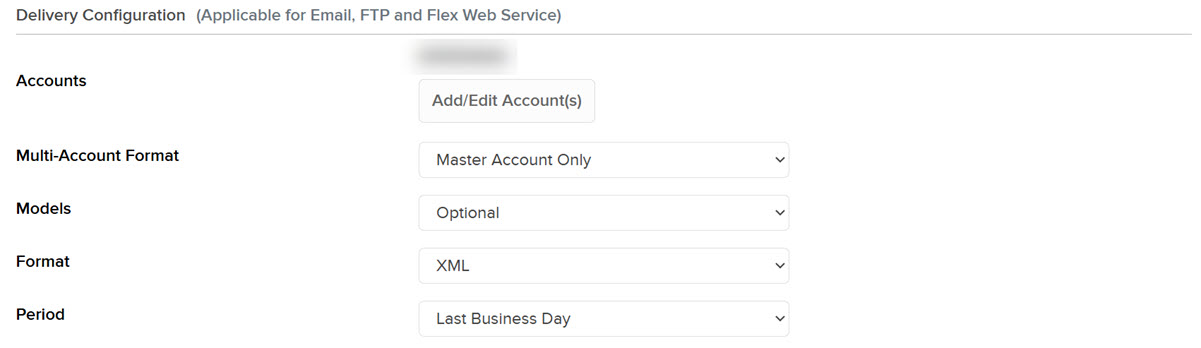 Delivery Configuration (Applicable for Email, FTP and Flex Web Service)
Accounts
Add/Edit Account(s)
Multi-Account Format Master Account Only
Models Optional
Format XML
Period Last Business Day